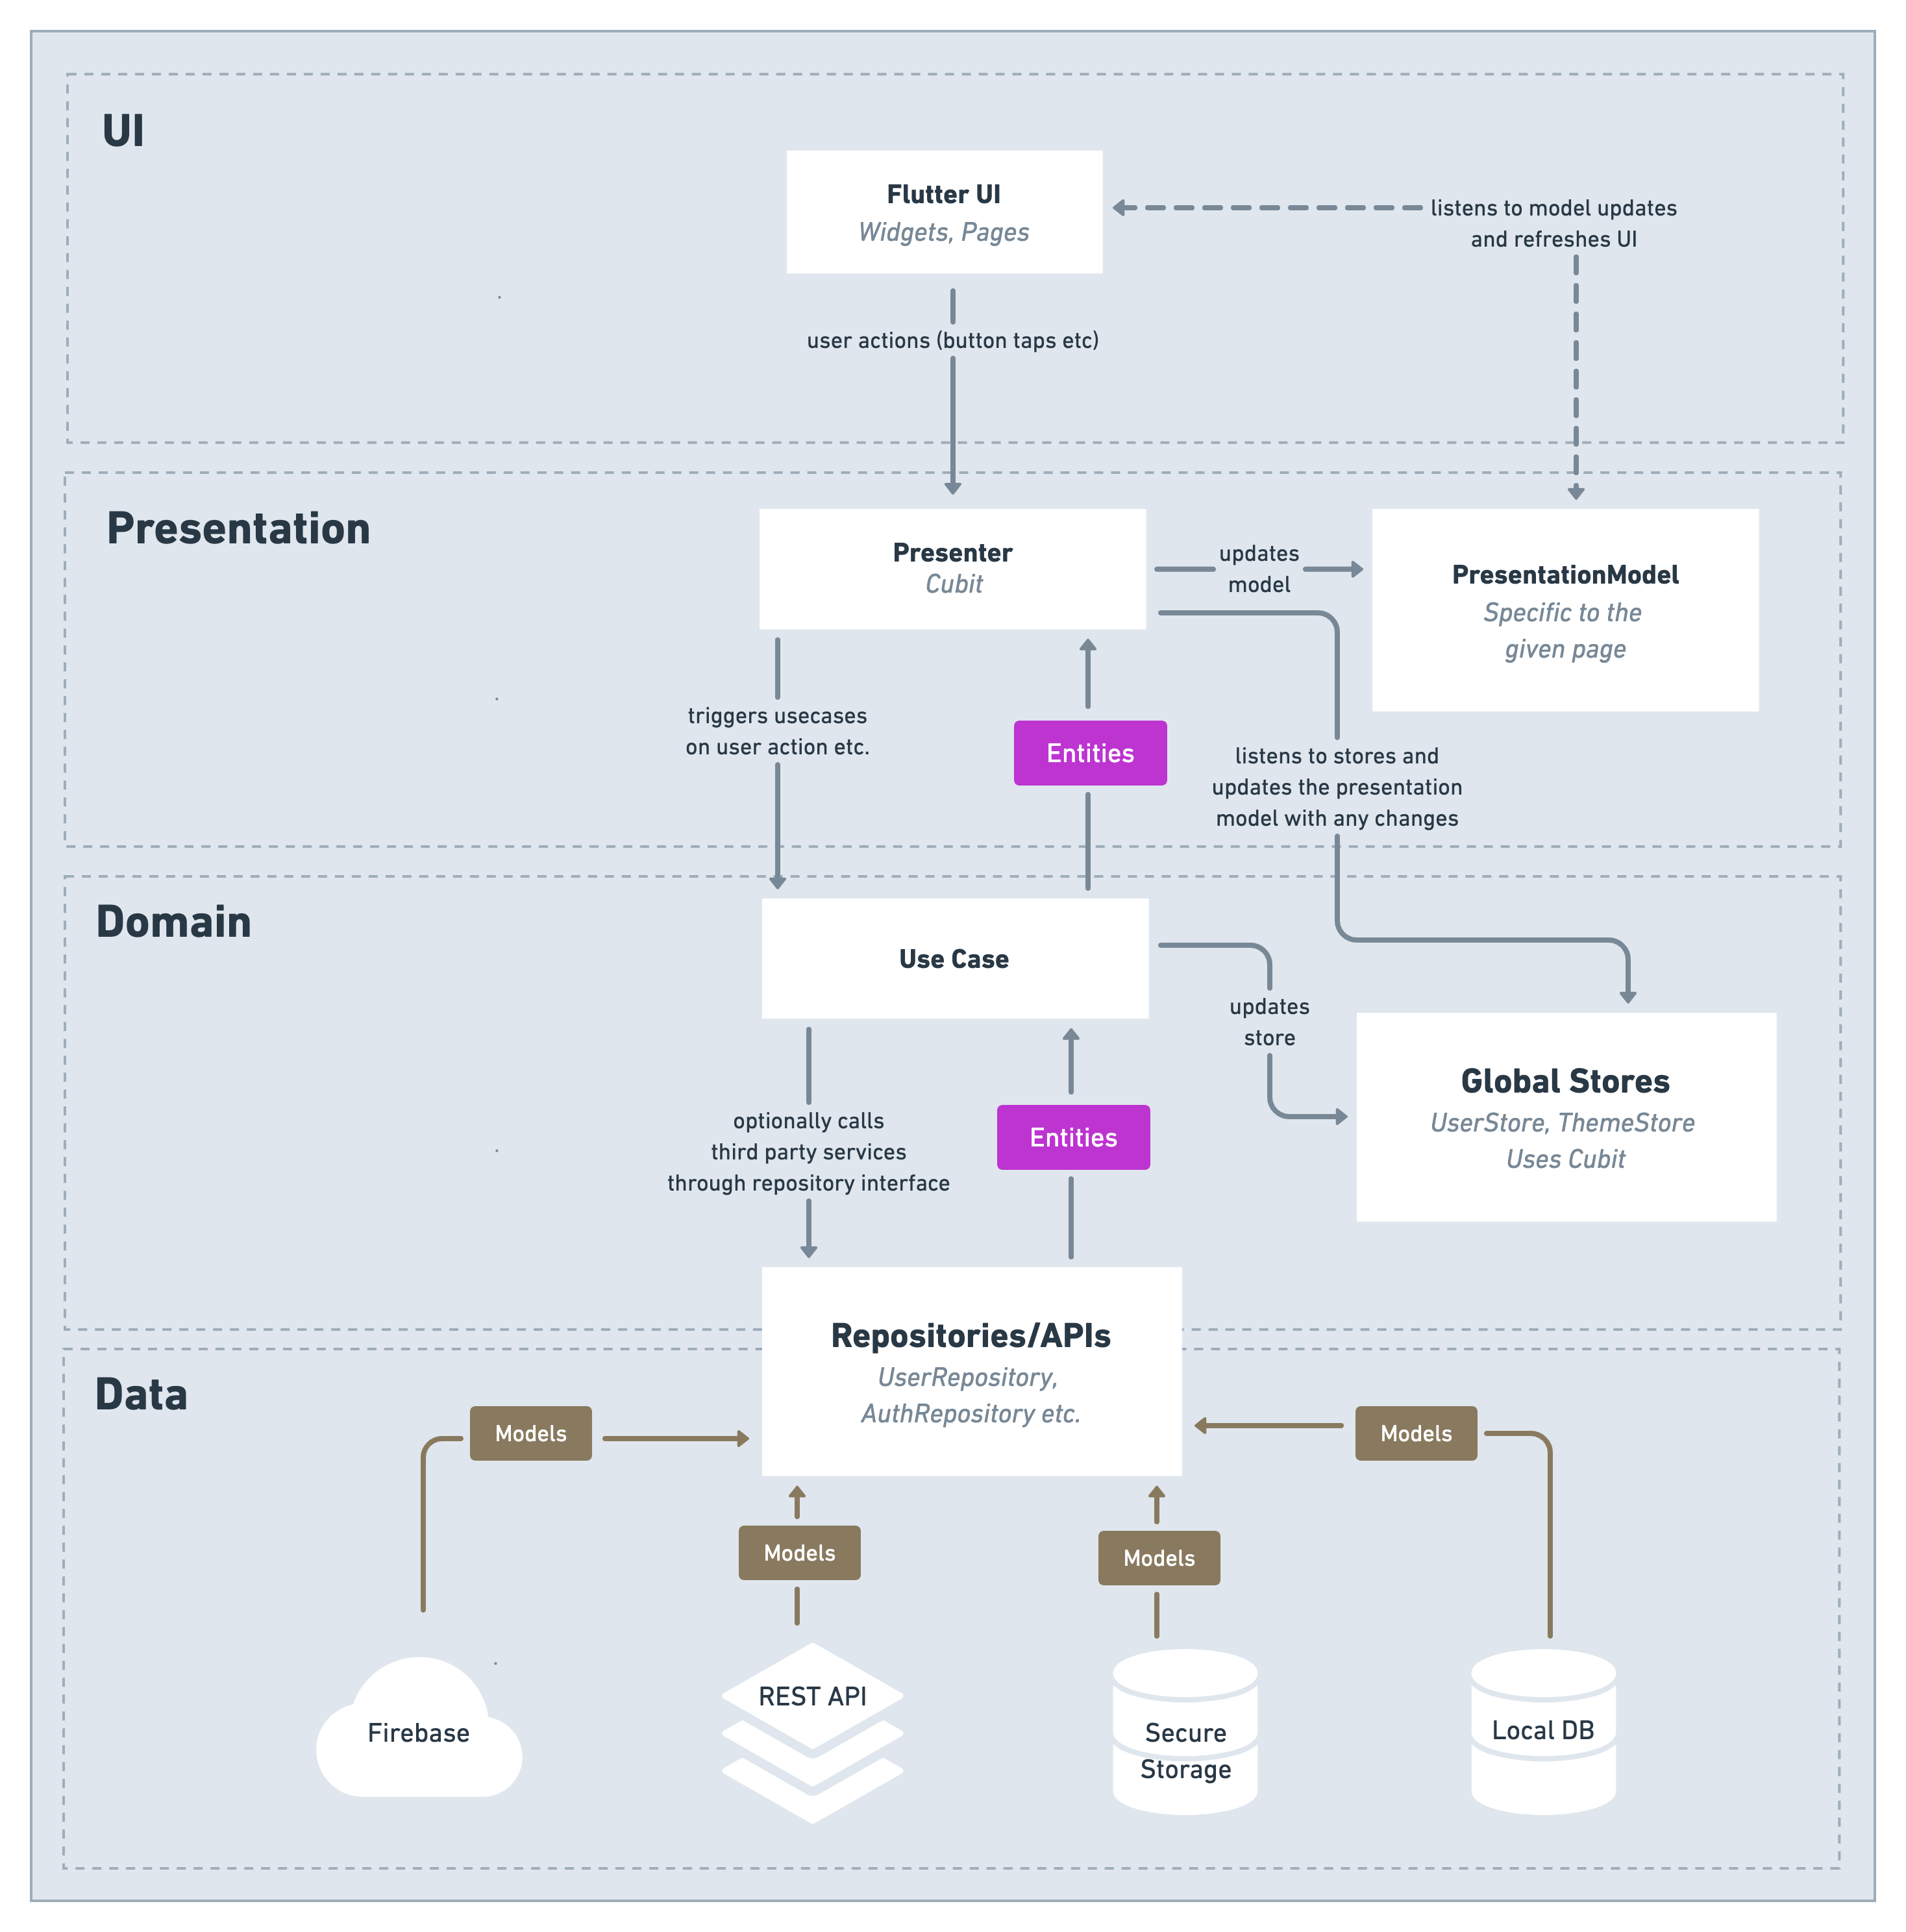 UI
Flutter UI
Widgets, Pages
listens to model updates
and refreshes UI
user actions (button taps etc)
Presentation
Presenter
Cubit
updates
model
PresentationModel
Specific to the
given page
triggers usecases
on user action etc.
Entities
listens to stores and
updates the presentation
model with any changes
Domain
Use Case
updates
store
Global Stores
UserStore, ThemeStore
Uses Cubit
optionally calls
third party services
through repository interface
Entities
Repositories/APIs
UserRepository,
AuthRepository etc.
Data
Models
Models
Models
Models
Firebase
REST API
Secure
Storage
Local DB